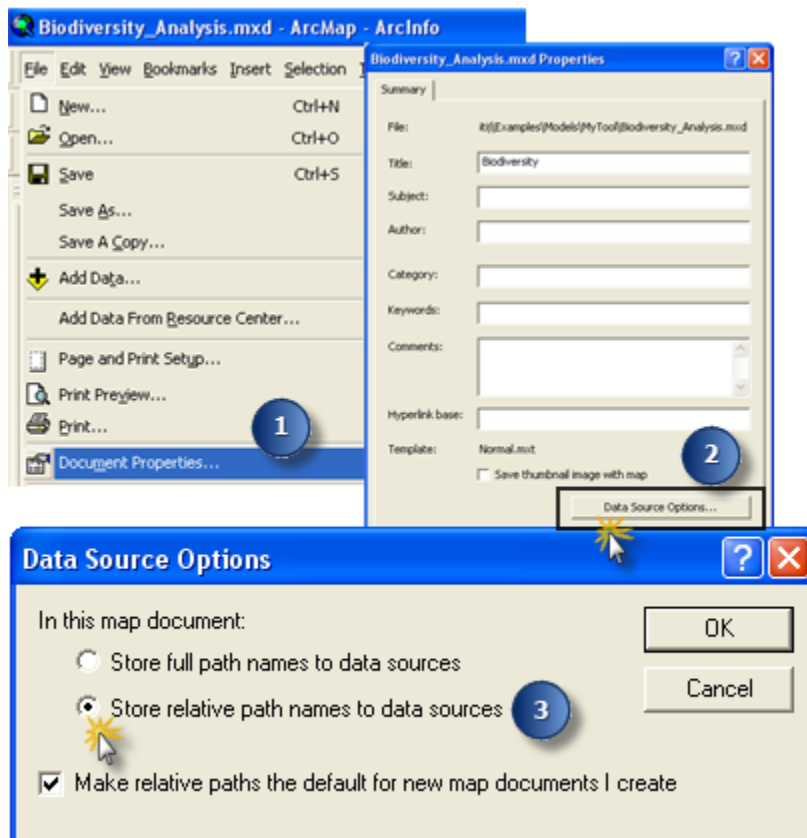 Biodiversity_Analysis.mxd - ArcMap - ArcInfo
File Edit View Bookmarks Insert Selection
New... Ctrl+N
Open... Ctrl+O
Save Ctrl+S
Save As...
Save A Copy...
Add Data...
Add Data From Resource Center...
Page and Print Setup...
Print Preview...
Print...
1
Document Properties...
Biodiversity_Analysis.mxd Properties
Summary
File: \Examples\Models\MyTool\Biodiversity_Analysis.mxd
Title: Biodiversity
Subject:
Author:
Category:
Keywords:
Comments:
Hyperlink base:
Template: Normal.mxt
2
Save thumbnail image with map
Data Source Options...
Data Source Options
In this map document:
OK
Store full path names to data sources
Cancel
Store relative path names to data sources
3
Make relative paths the default for new map documents I create